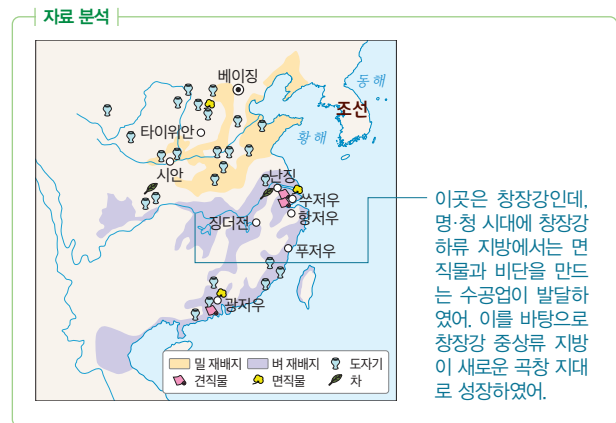 자료 분석
베이징
동해
조선
타이위안
황해
시안
난징
쑤저우
징더전
항저우
푸저우
광저우
밀 재배지 벼 재배지 도자기
견직물 면직물 차
이곳은 창장강인데,
명·청 시대에 창장강
하류 지방에서는 면
직물과 비단을 만드
는 수공업이 발달하
였어. 이를 바탕으로
창장강 중상류 지방
이 새로운 곡창 지대
로 성장하였어.